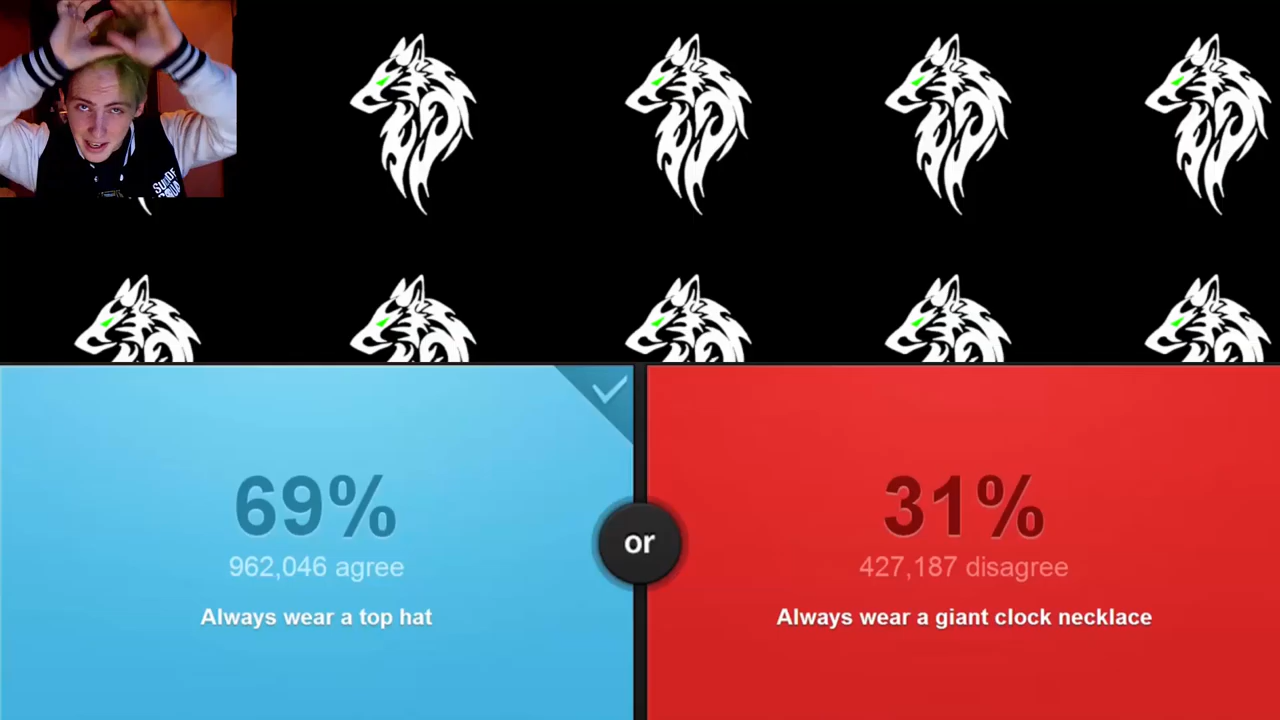 69%
962,046 agree
Always wear a top hat
or
31%
427,187 disagree
Always wear a giant clock necklace